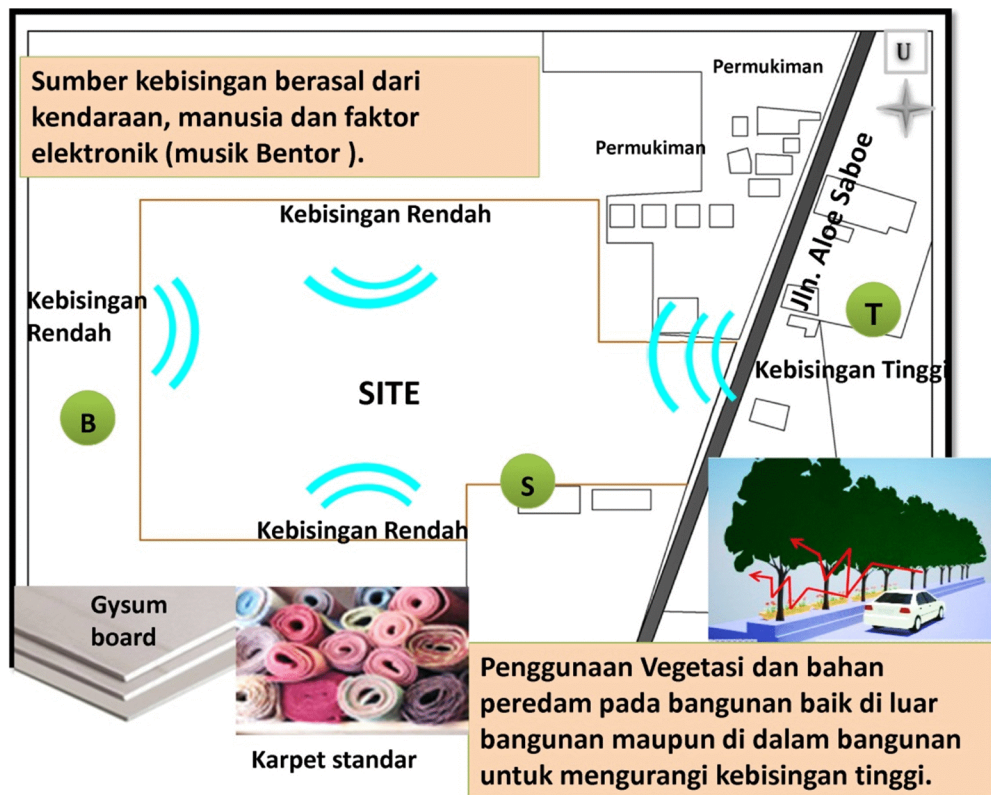 Sumber kebisingan berasal dari
kendaraan, manusia dan faktor
elektronik (musik Bentor ).
Permukiman
U
Permukiman
Jln. Aloe Saboe
Kebisingan Rendah
Kebisingan
Rendah
T
Kebisingan Tinggi
SITE
B
S
Kebisingan Rendah
Gysum
board
Karpet standar
Penggunaan Vegetasi dan bahan
peredam pada bangunan baik di luar
bangunan maupun di dalam bangunan
untuk mengurangi kebisingan tinggi.